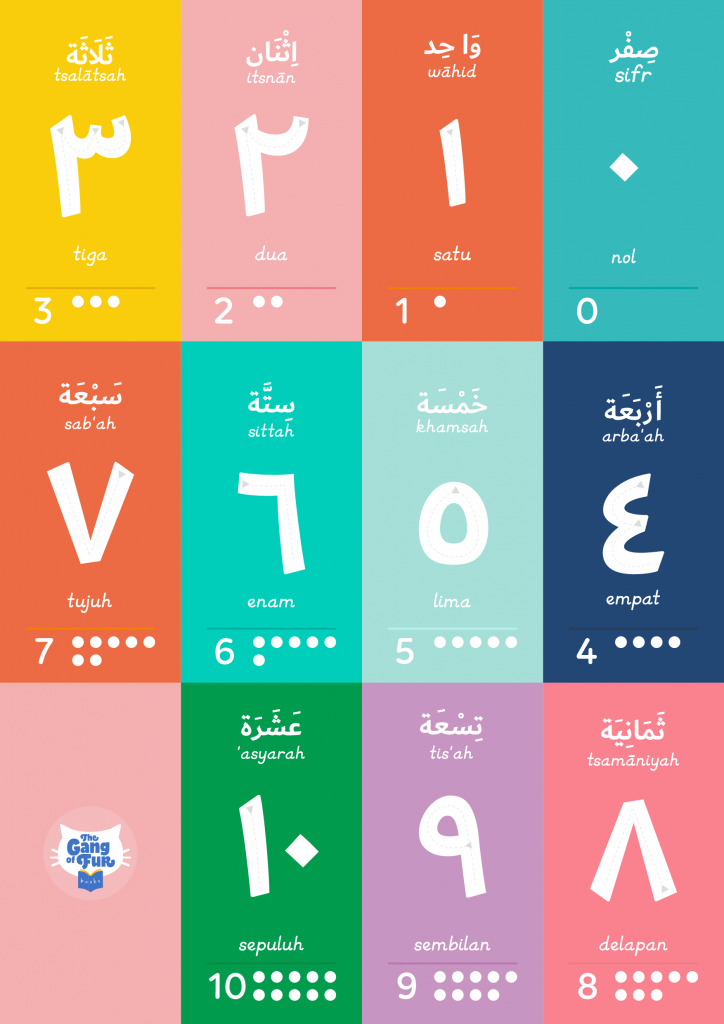 صِفْر
sifr
٠
nol
0
وَا حِد
wāhid
١
satu
1
اِثْنَان
itsnān
٢
dua
2
ثَلَاثَة
tsalātsah
٣
tiga
3
أَرْبَعَة
arba'ah
٤
empat
4
خَمْسَة
khamsah
٥
lima
5
سِتَّة
sittah
٦
enam
6
سَبْعَة
sab'ah
٧
tujuh
7
ثَمَانِيَة
tsamāniyah
٨
delapan
8
تِسْعَة
tis'ah
٩
sembilan
9
عَشَرَة
'asyarah
١٠
sepuluh
10
The
Gang
of Fur
books